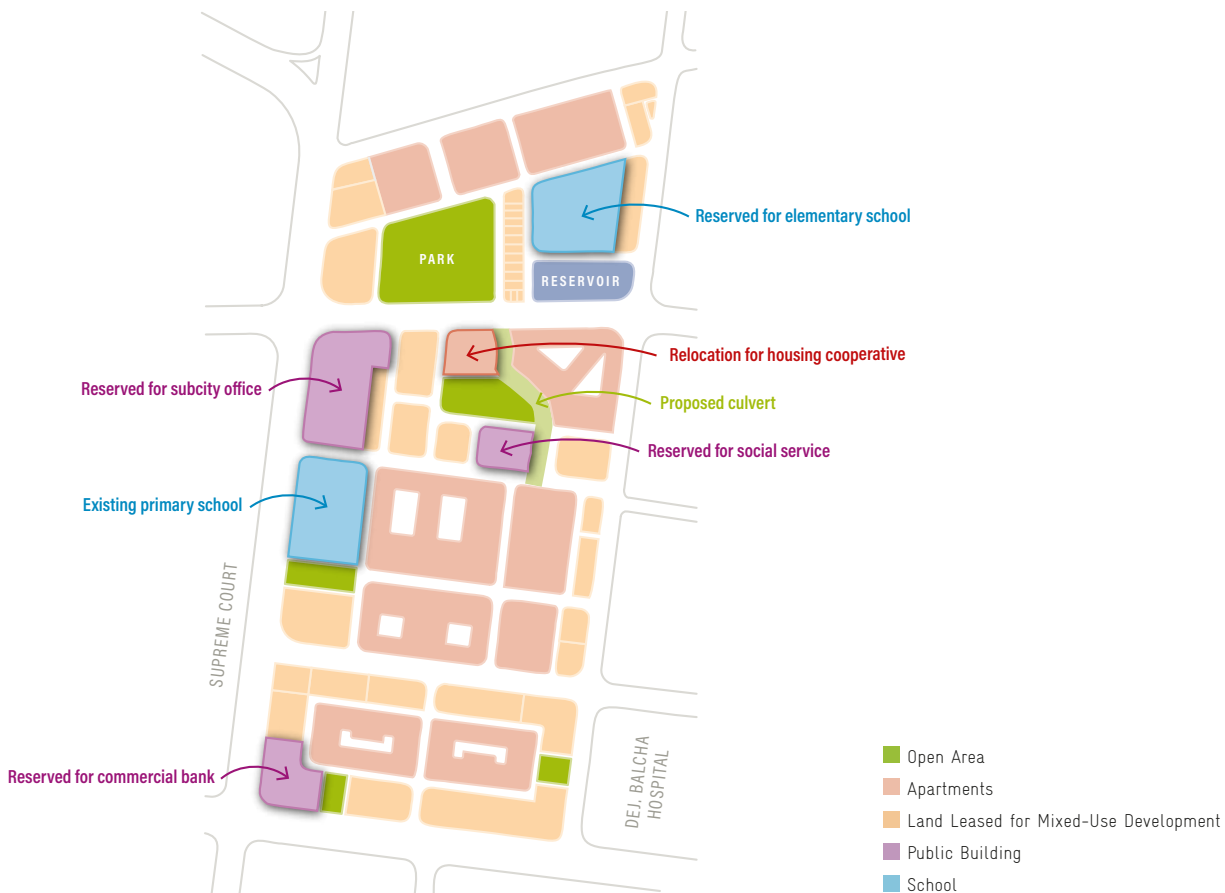 Reserved for elementary school
PARK
RESERVOIR
Relocation for housing cooperative
Reserved for subcity office
Proposed culvert
Reserved for social service
Existing primary school
SUPREME COURT
Reserved for commercial bank
DEJ. BALCHA
HOSPITAL
Open Area
Apartments
Land Leased for Mixed-Use Development
Public Building
School